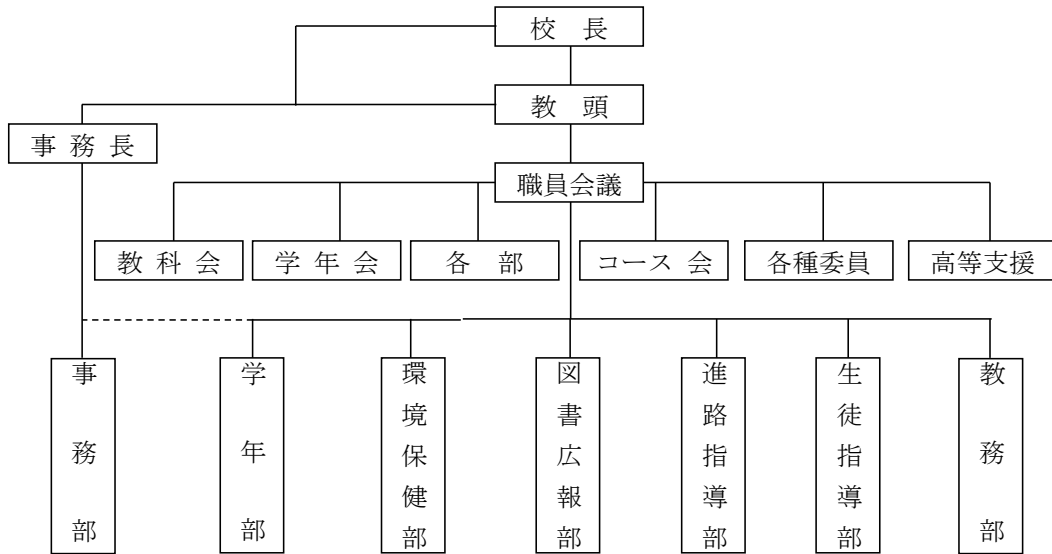 校 長
教 頭
事 務 長
職員会議
教 科 会
学 年 会
各 部
コース 会
各種委員
高等支援
事務部
学年部
環境保健部
図書広報部
進路指導部
生徒指導部
教務部